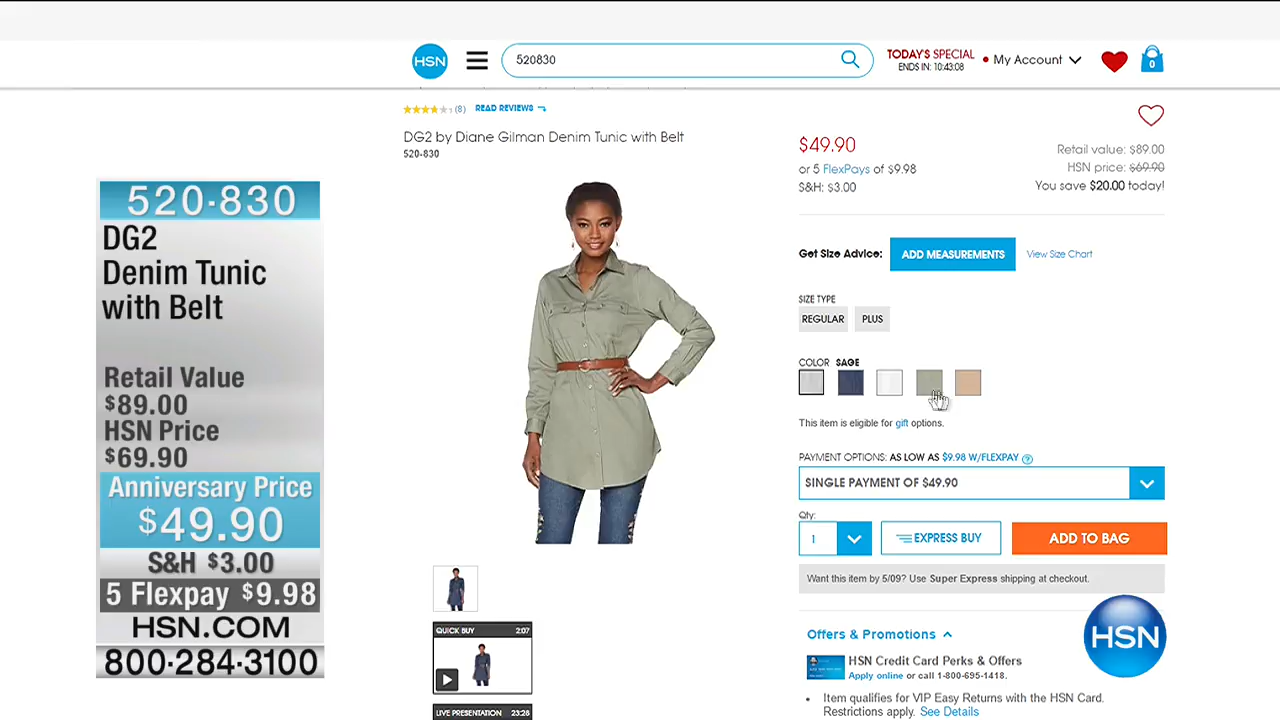 HSN
520830
TODAY'S SPECIAL
ENDS IN: 10:43:08
My Account
0
(8) READ REVIEWS
DG2 by Diane Gilman Denim Tunic with Belt
520-830
$49.90
or 5 FlexPays of $9.98
S&H: $3.00
Retail value: $89.00
HSN price: $69.90
You save $20.00 today!
Get Size Advice:
ADD MEASUREMENTS
View Size Chart
SIZE TYPE
REGULAR
PLUS
COLOR SAGE
This item is eligible for gift options.
PAYMENT OPTIONS: AS LOW AS $9.98 W/FLEXPAY ?
SINGLE PAYMENT OF $49.90
Qty:
1
EXPRESS BUY
ADD TO BAG
Want this item by 5/09? Use Super Express shipping at checkout.
Offers & Promotions
HSN Credit Card Perks & Offers
Apply online or call 1-800-695-1418.
• Item qualifies for VIP Easy Returns with the HSN Card.
Restrictions apply. See Details
HSN
QUICK BUY 2:07
LIVE PRESENTATION 23:28
520-830
DG2
Denim Tunic
with Belt
Retail Value
$89.00
HSN Price
$69.90
Anniversary Price
$49.90
S&H $3.00
5 Flexpay $9.98
HSN.COM
800-284-3100